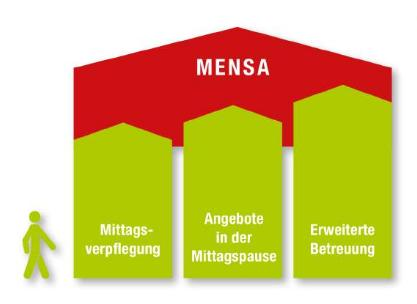 MENSA
Mittags-
verpflegung
Angebote
in der
Mittagspause
Erweiterte
Betreuung